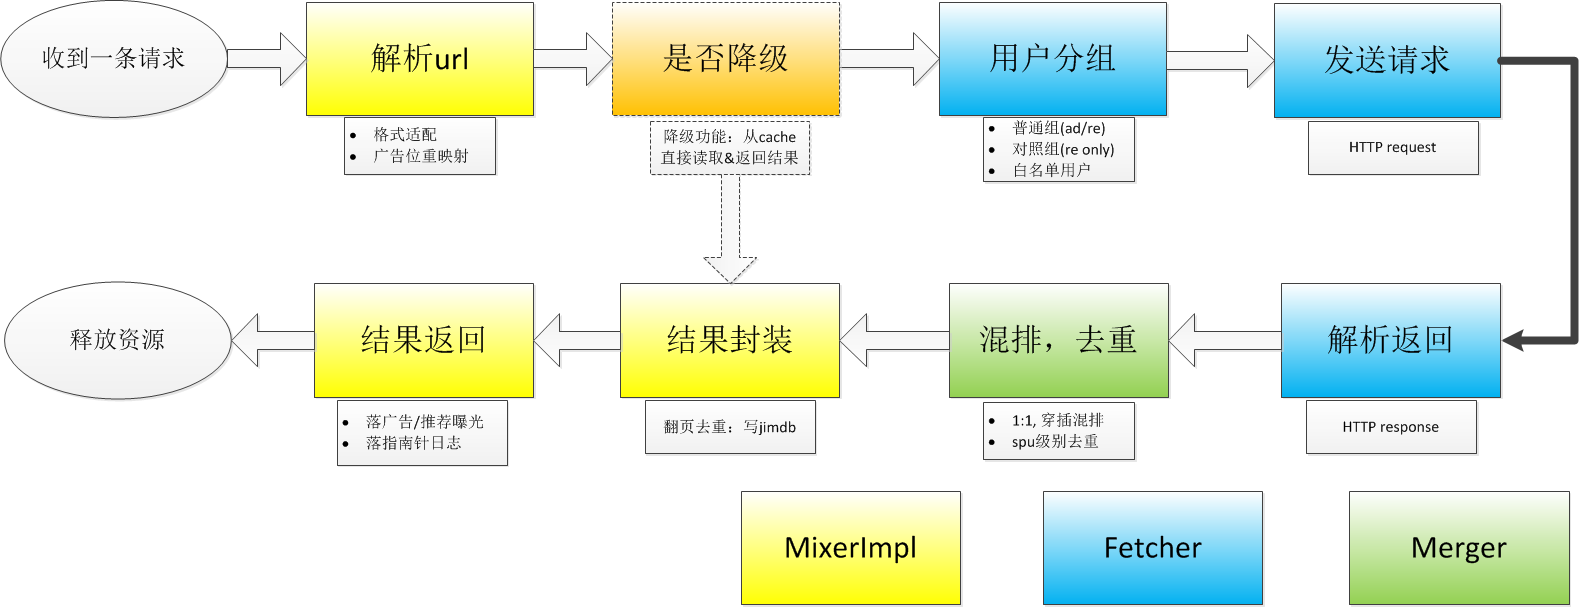 收到一条请求
解析url
是否降级
用户分组
发送请求
• 格式适配
• 广告位重映射
降级功能：从cache
直接读取&返回结果
• 普通组(ad/re)
• 对照组(re only)
• 白名单用户
HTTP request
释放资源
结果返回
结果封装
混排，去重
解析返回
• 落广告/推荐曝光
• 落指南针日志
翻页去重：写jimdb
• 1:1, 穿插混排
• spu级别去重
HTTP response
MixerImpl
Fetcher
Merger